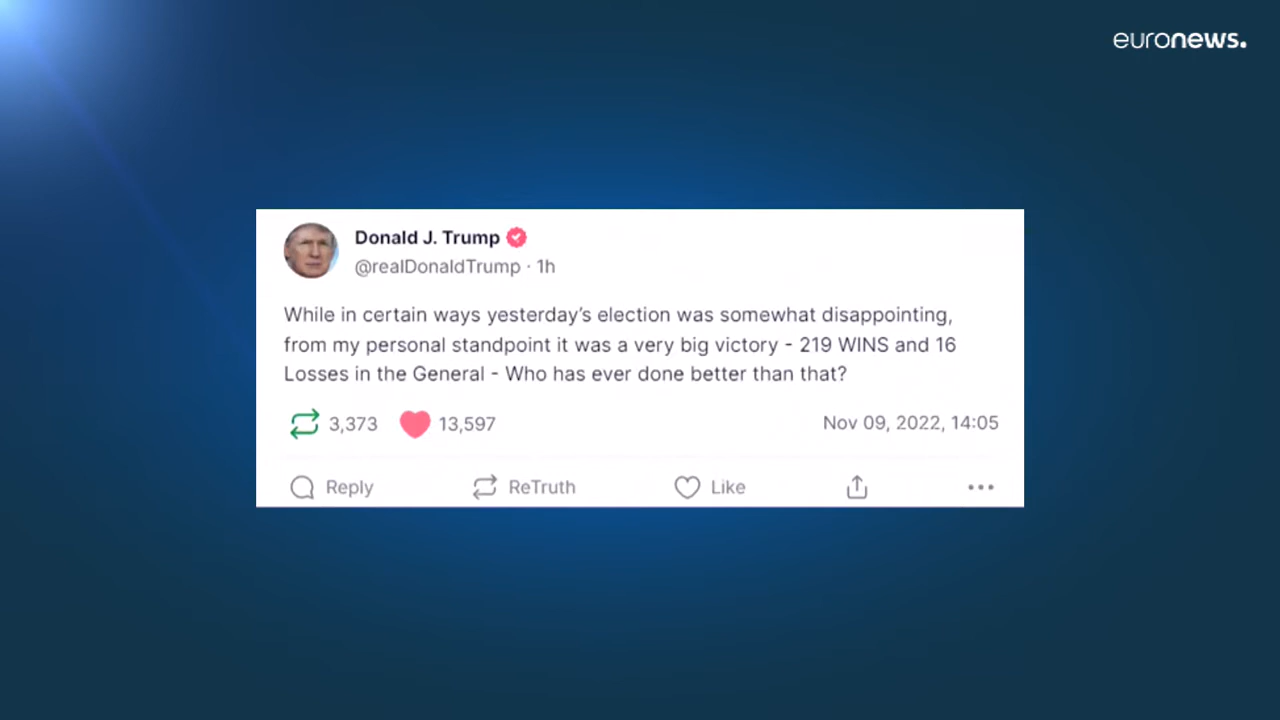 euronews.
Donald J. Trump
@realDonaldTrump · 1h
While in certain ways yesterday's election was somewhat disappointing,
from my personal standpoint it was a very big victory - 219 WINS and 16
Losses in the General - Who has ever done better than that?
3,373 13,597 Nov 09, 2022, 14:05
Reply ReTruth Like